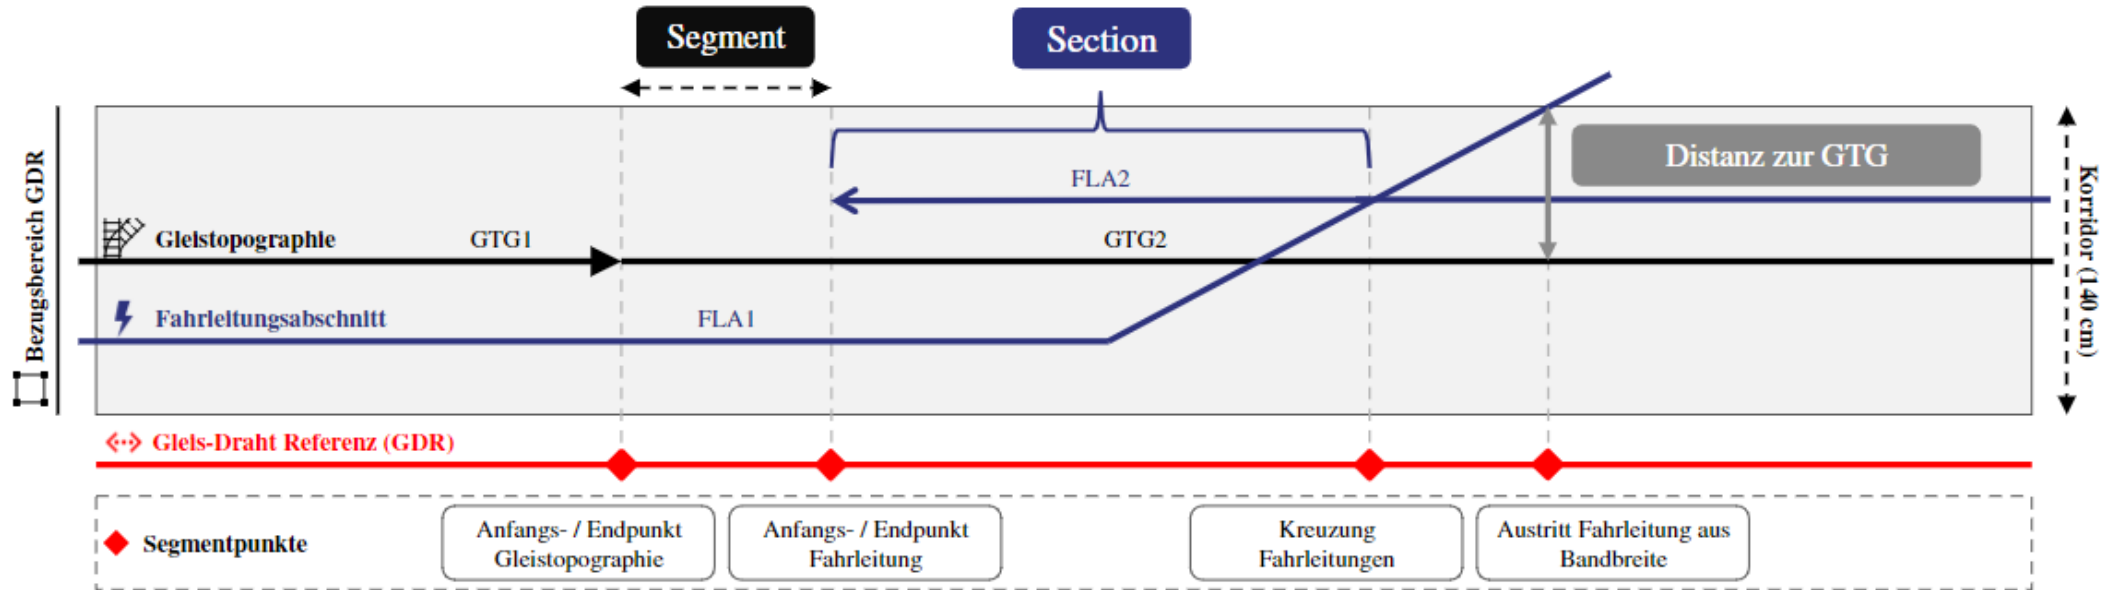 Segment
Section
Bezugsbereich GDR
FLA2
Distanz zur GTG
Korridor (140 cm)
Gleistopographie
GTG1
GTG2
Fahrleitungsabschnitt
FLA1
Gleis-Draht Referenz (GDR)
Segmentpunkte
Anfangs- / Endpunkt
Gleistopographie
Anfangs- / Endpunkt
Fahrleitung
Kreuzung
Fahrleitungen
Austritt Fahrleitung aus
Bandbreite